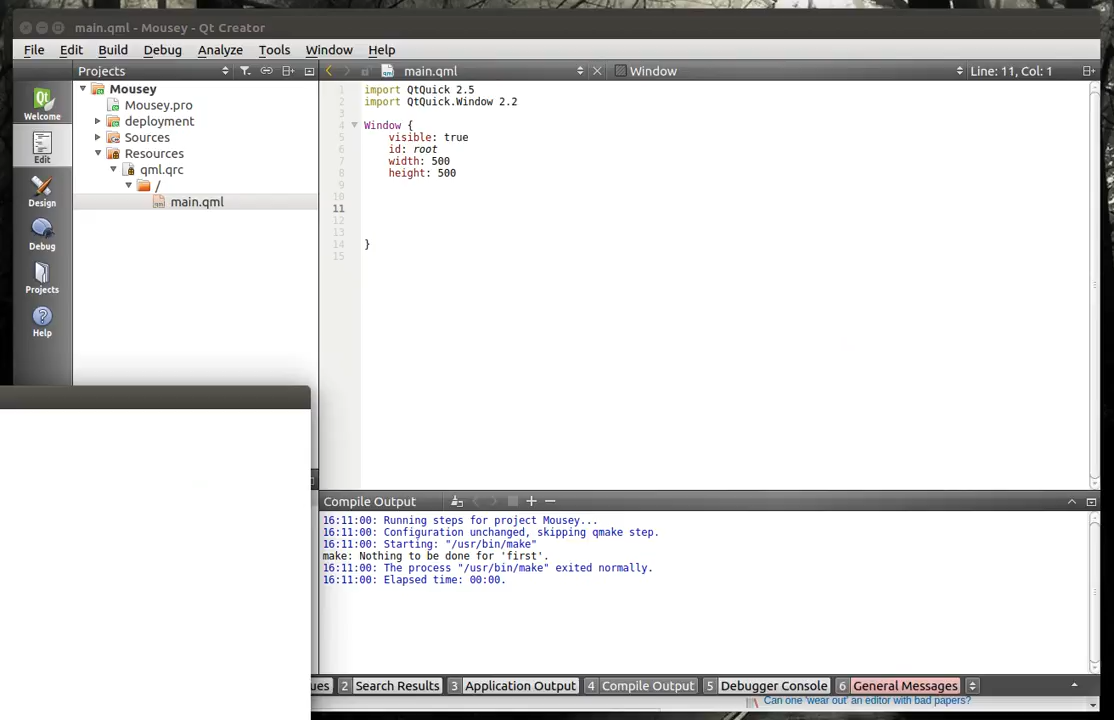 main.qml - Mousey - Qt Creator
File Edit Build Debug Analyze Tools Window Help
Projects main.qml Window Line: 11, Col: 1
Welcome
Edit
Design
Debug
Projects
Help
Mousey
Mousey.pro
deployment
Sources
Resources
qml.qrc
/
main.qml
1 import QtQuick 2.5
2 import QtQuick.Window 2.2
3
4 Window {
5 visible: true
6 id: root
7 width: 500
8 height: 500
9
10
11
12
13
14 }
15
Compile Output
16:11:00: Running steps for project Mousey...
16:11:00: Configuration unchanged, skipping qmake step.
16:11:00: Starting: "/usr/bin/make"
make: Nothing to be done for 'first'.
16:11:00: The process "/usr/bin/make" exited normally.
16:11:00: Elapsed time: 00:00.
ues 2 Search Results 3 Application Output 4 Compile Output 5 Debugger Console 6 General Messages
Can one 'wear out' an editor with bad papers?